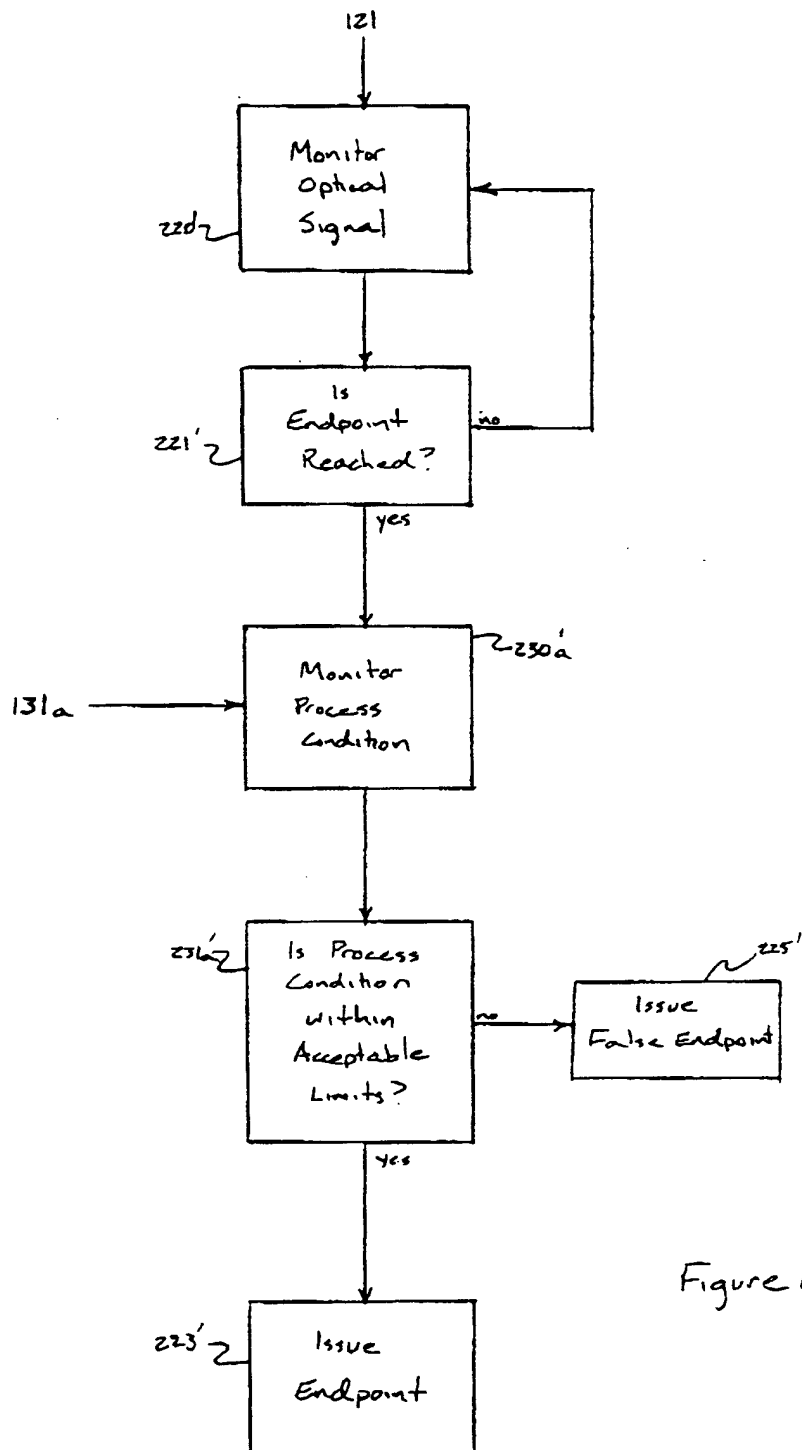 121
Monitor
Optical
Signal
220'
Is
Endpoint
Reached?
no
221'
yes
Monitor
Process
Condition
230a'
131a
231a'
Is Process
Condition
within
Acceptable
Limits?
no
225'
Issue
False Endpoint
yes
Figure
223'
Issue
Endpoint